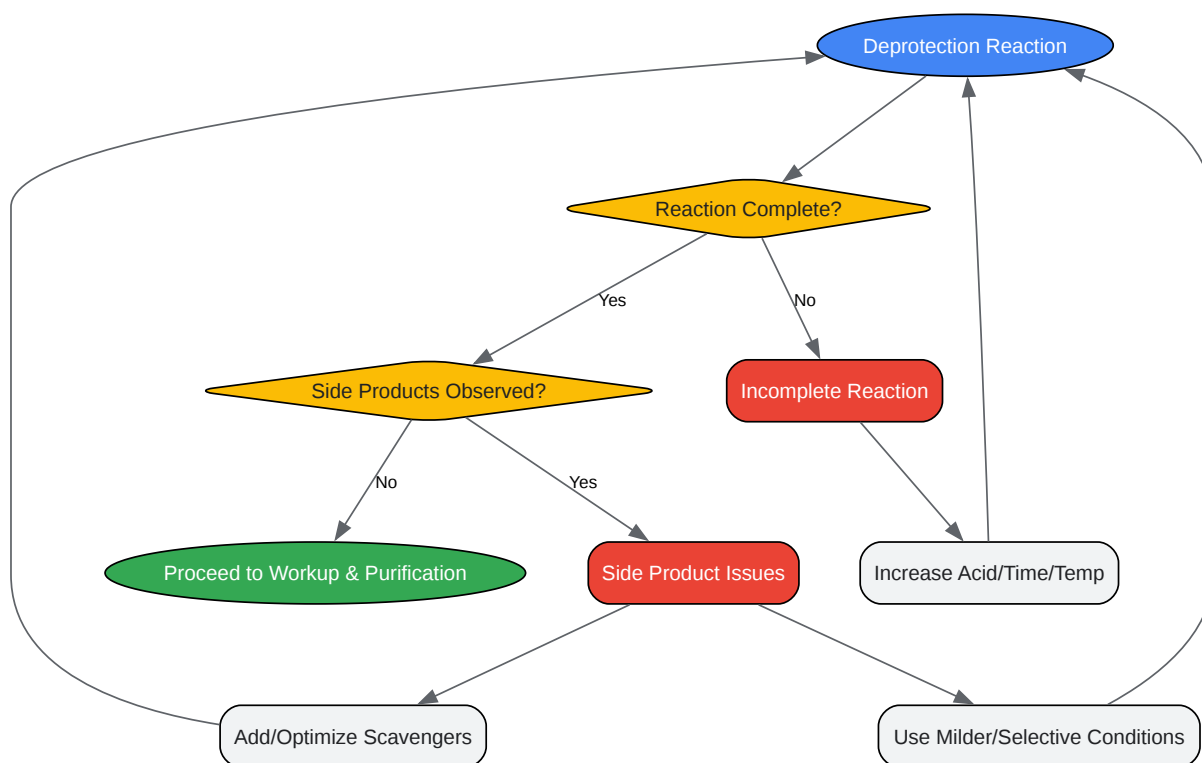 Deprotection Reaction
Reaction Complete?
Yes
No
Side Products Observed?
Incomplete Reaction
No
Yes
Proceed to Workup & Purification
Side Product Issues
Increase Acid/Time/Temp
Add/Optimize Scavengers
Use Milder/Selective Conditions